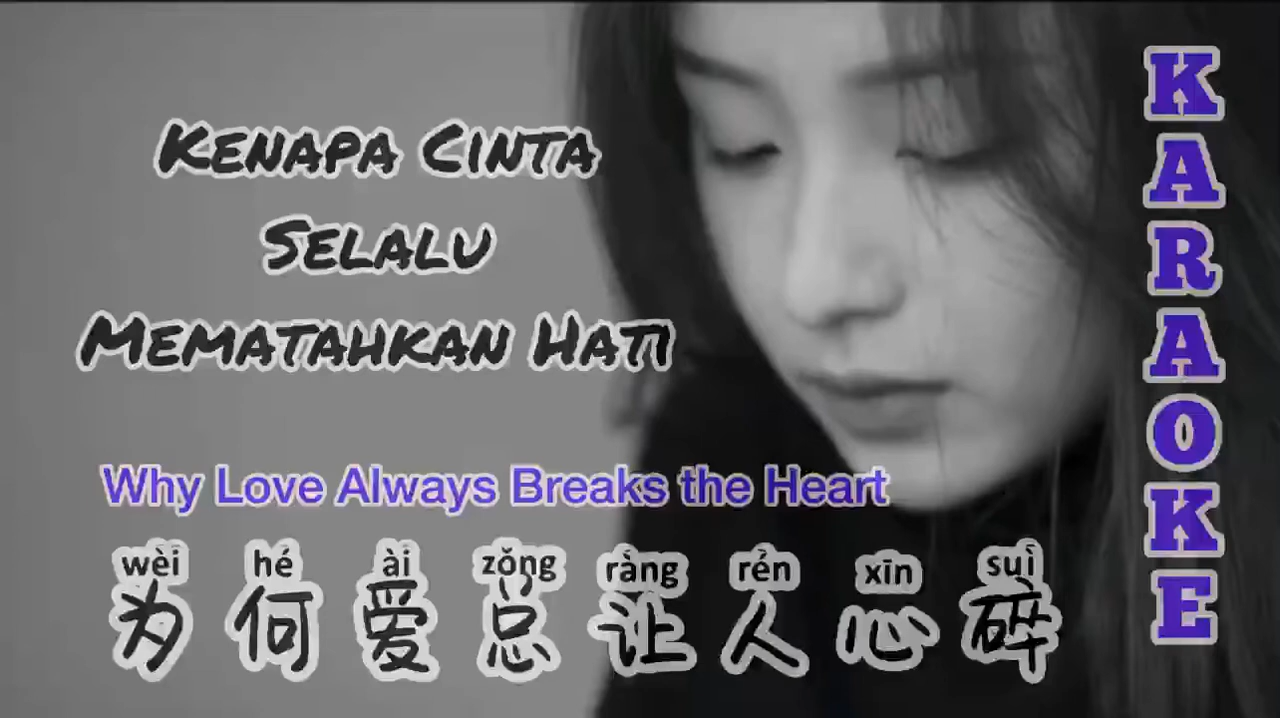 KENAPA CINTA
SELALU
MEMATAHKAN HATI
Why Love Always Breaks the Heart
wèi hé ài zǒng ràng rén xīn suì
为何爱总让人心碎
KARAOKE